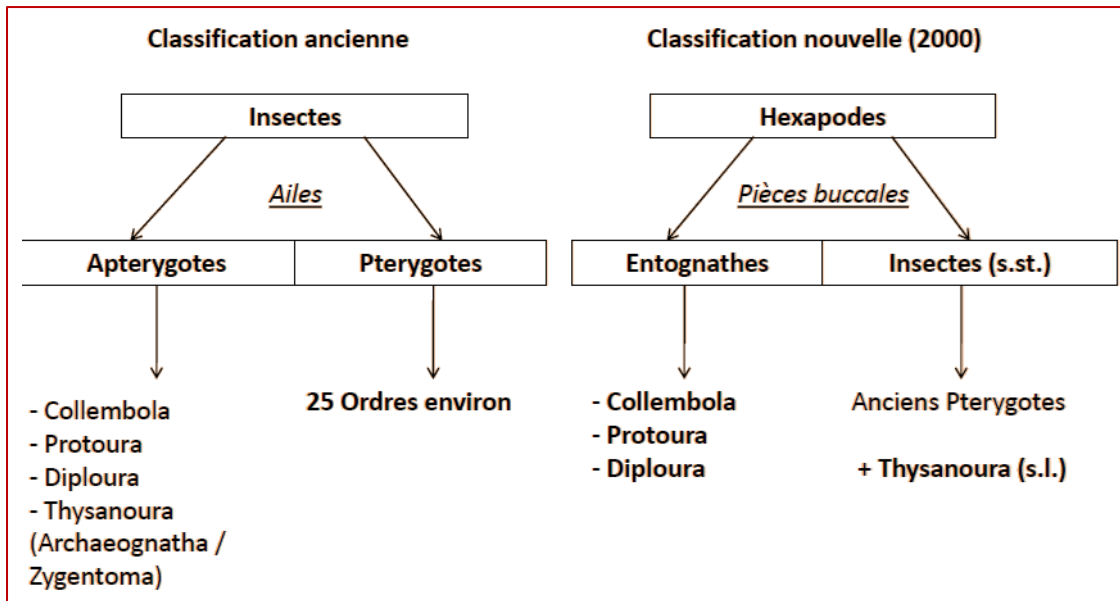 Classification ancienne
Insectes
Ailes
Apterygotes
Pterygotes
- Collembola
- Protoura
- Diploura
- Thysanoura
(Archaeognatha /
Zygentoma)
25 Ordres environ
Classification nouvelle (2000)
Hexapodes
Pièces buccales
Entognathes
Insectes (s.st.)
- Collembola
- Protoura
- Diploura
Anciens Pterygotes
+ Thysanoura (s.l.)